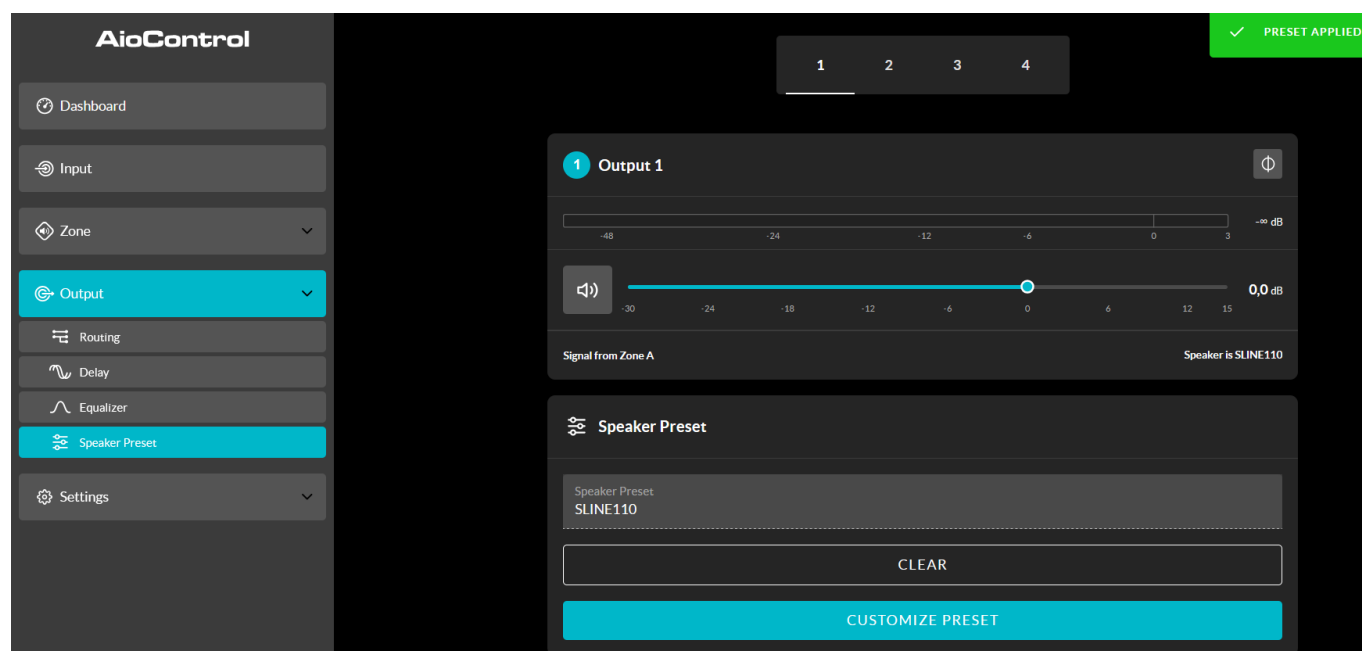 AioControl
Dashboard
Input
Zone
Output
Routing
Delay
Equalizer
Speaker Preset
Settings
PRESET APPLIED
1 2 3 4
1 Output 1
-∞ dB
-48 -24 -12 -6 0 3
0,0 dB
-30 -24 -18 -12 -6 0 6 12 15
Signal from Zone A Speaker is SLINE110
Speaker Preset
Speaker Preset
SLINE110
CLEAR
CUSTOMIZE PRESET